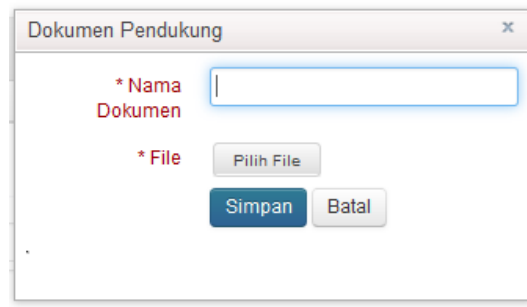 Dokumen Pendukung ×
* Nama
Dokumen
* File
Pilih File
Simpan Batal